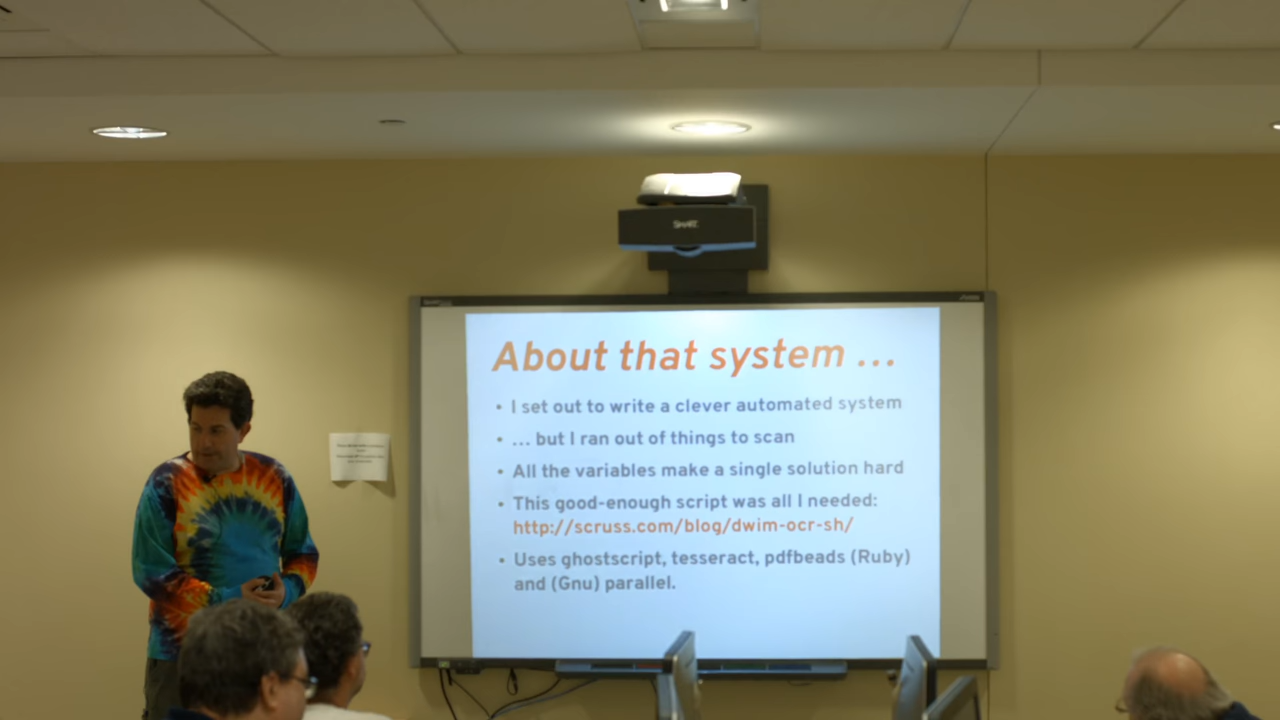 SMART
About that system ...
• I set out to write a clever automated system
• ... but I ran out of things to scan
• All the variables make a single solution hard
• This good-enough script was all I needed:
http://scruss.com/blog/dwim-ocr-sh/
• Uses ghostscript, tesseract, pdfbeads (Ruby)
and (Gnu) parallel.